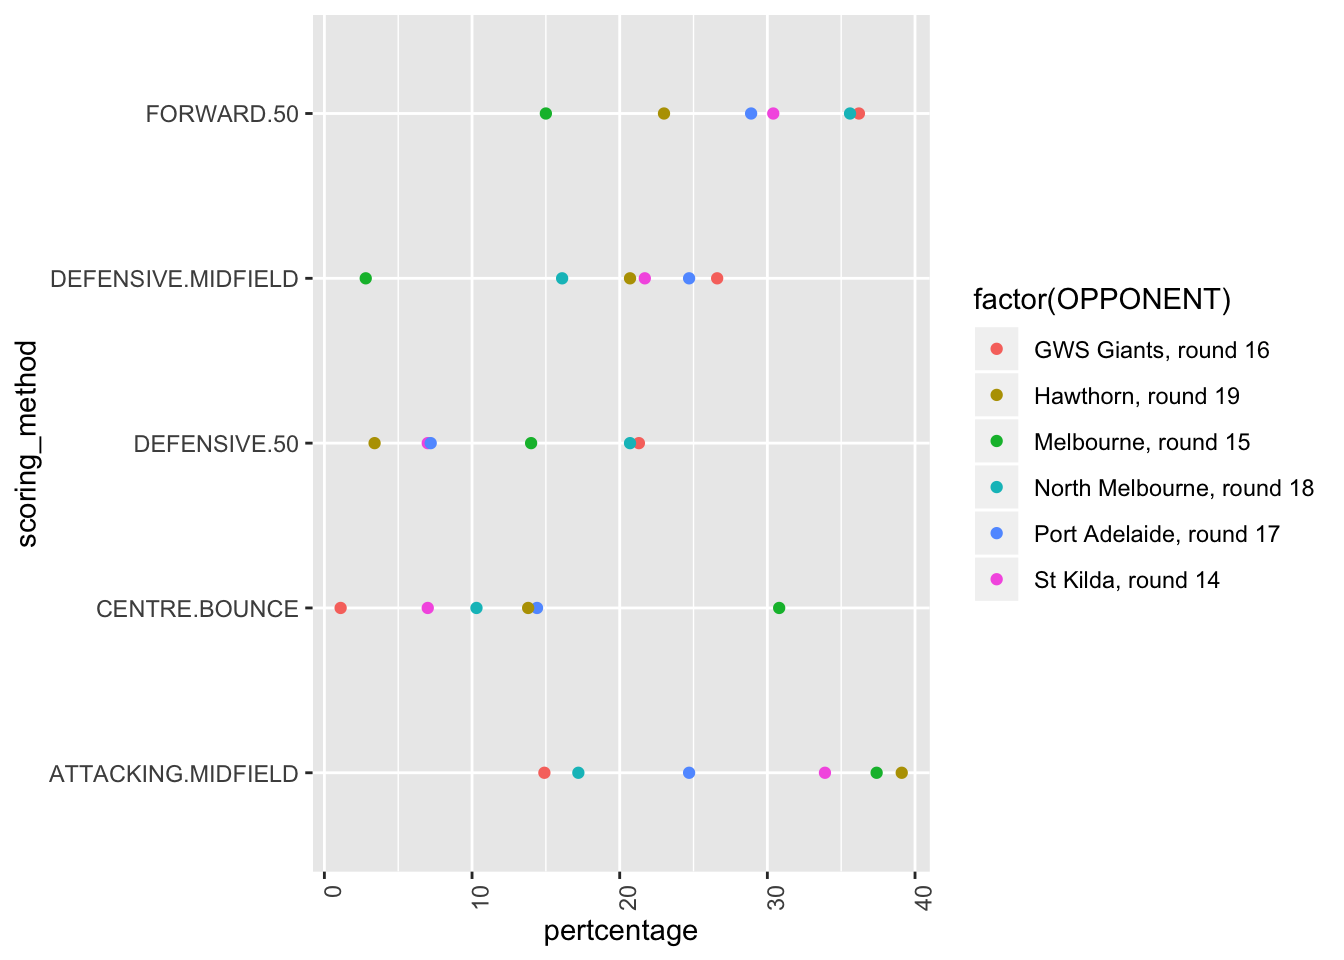 FORWARD.50
DEFENSIVE.MIDFIELD
DEFENSIVE.50
CENTRE.BOUNCE
ATTACKING.MIDFIELD
scoring_method
0
10
20
30
40
pertcentage
factor(OPPONENT)
GWS Giants, round 16
Hawthorn, round 19
Melbourne, round 15
North Melbourne, round 18
Port Adelaide, round 17
St Kilda, round 14